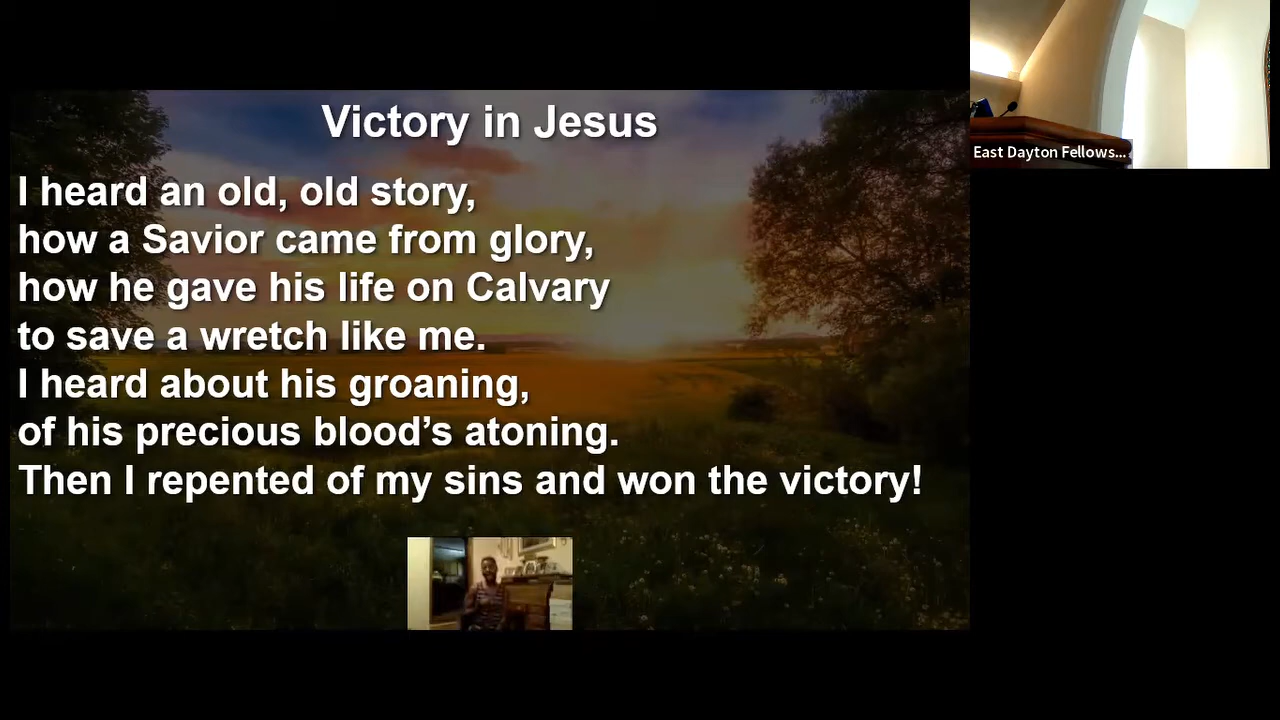 Victory in Jesus
I heard an old, old story,
how a Savior came from glory,
how he gave his life on Calvary
to save a wretch like me.
I heard about his groaning,
of his precious blood’s atoning.
Then I repented of my sins and won the victory!
East Dayton Fellows...